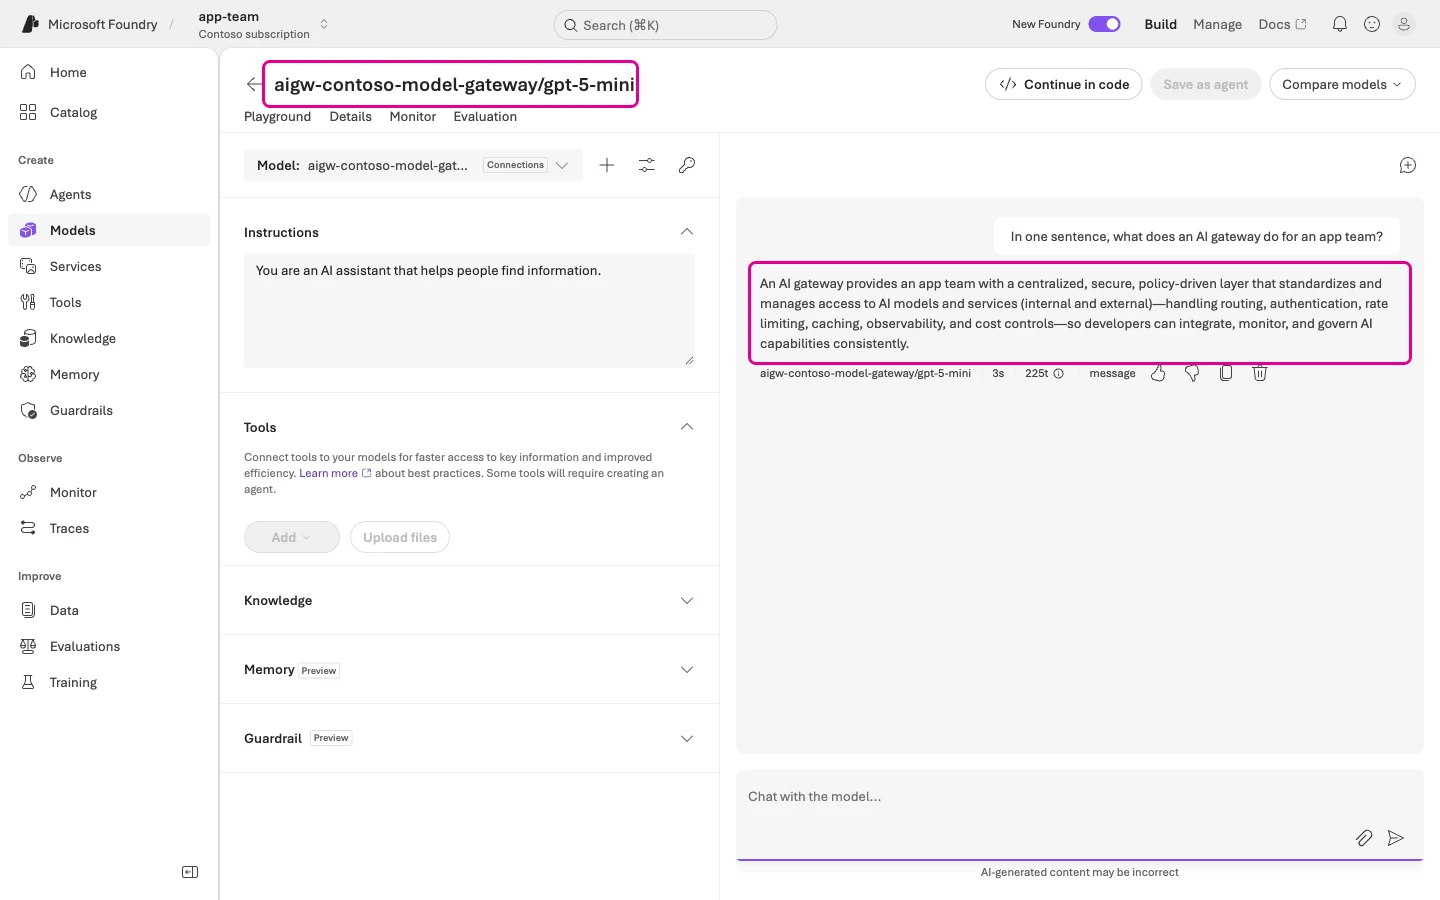 Microsoft Foundry
/
app-team
Contoso subscription
Search (⌘K)
New Foundry
Build
Manage
Docs
Home
Catalog
Create
Agents
Models
Services
Tools
Knowledge
Memory
Guardrails
Observe
Monitor
Traces
Improve
Data
Evaluations
Training
aigw-contoso-model-gateway/gpt-5-mini
Continue in code
Save as agent
Compare models
Playground
Details
Monitor
Evaluation
Model: aigw-contoso-model-gat...
Connections
Instructions
You are an AI assistant that helps people find information.
Tools
Connect tools to your models for faster access to key information and improved
efficiency. Learn more about best practices. Some tools will require creating an
agent.
Add
Upload files
Knowledge
Memory Preview
Guardrail Preview
In one sentence, what does an AI gateway do for an app team?
An AI gateway provides an app team with a centralized, secure, policy-driven layer that standardizes and
manages access to AI models and services (internal and external)—handling routing, authentication, rate
limiting, caching, observability, and cost controls—so developers can integrate, monitor, and govern AI
capabilities consistently.
aigw-contoso-model-gateway/gpt-5-mini
3s
225t
message
Chat with the model...
AI-generated content may be incorrect